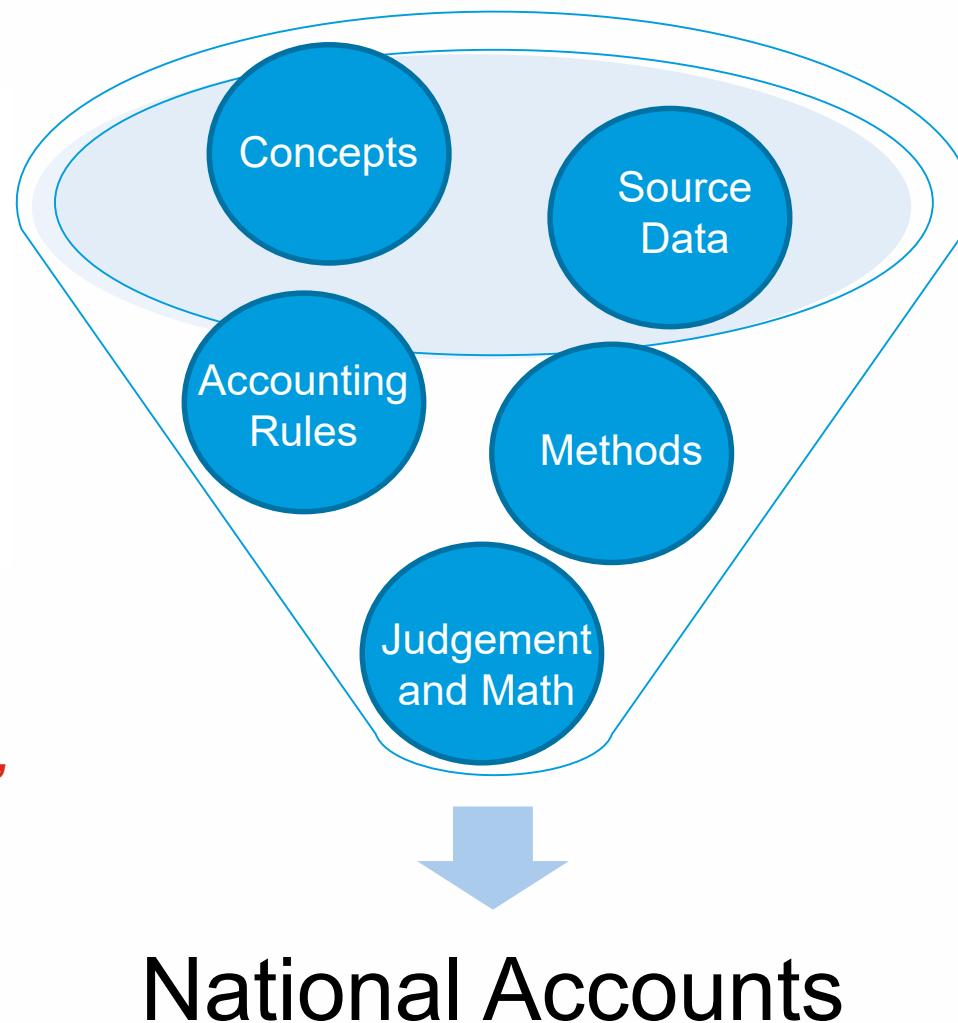 Concepts
Source
Data
Accounting
Rules
Methods
Judgement
and Math
National Accounts